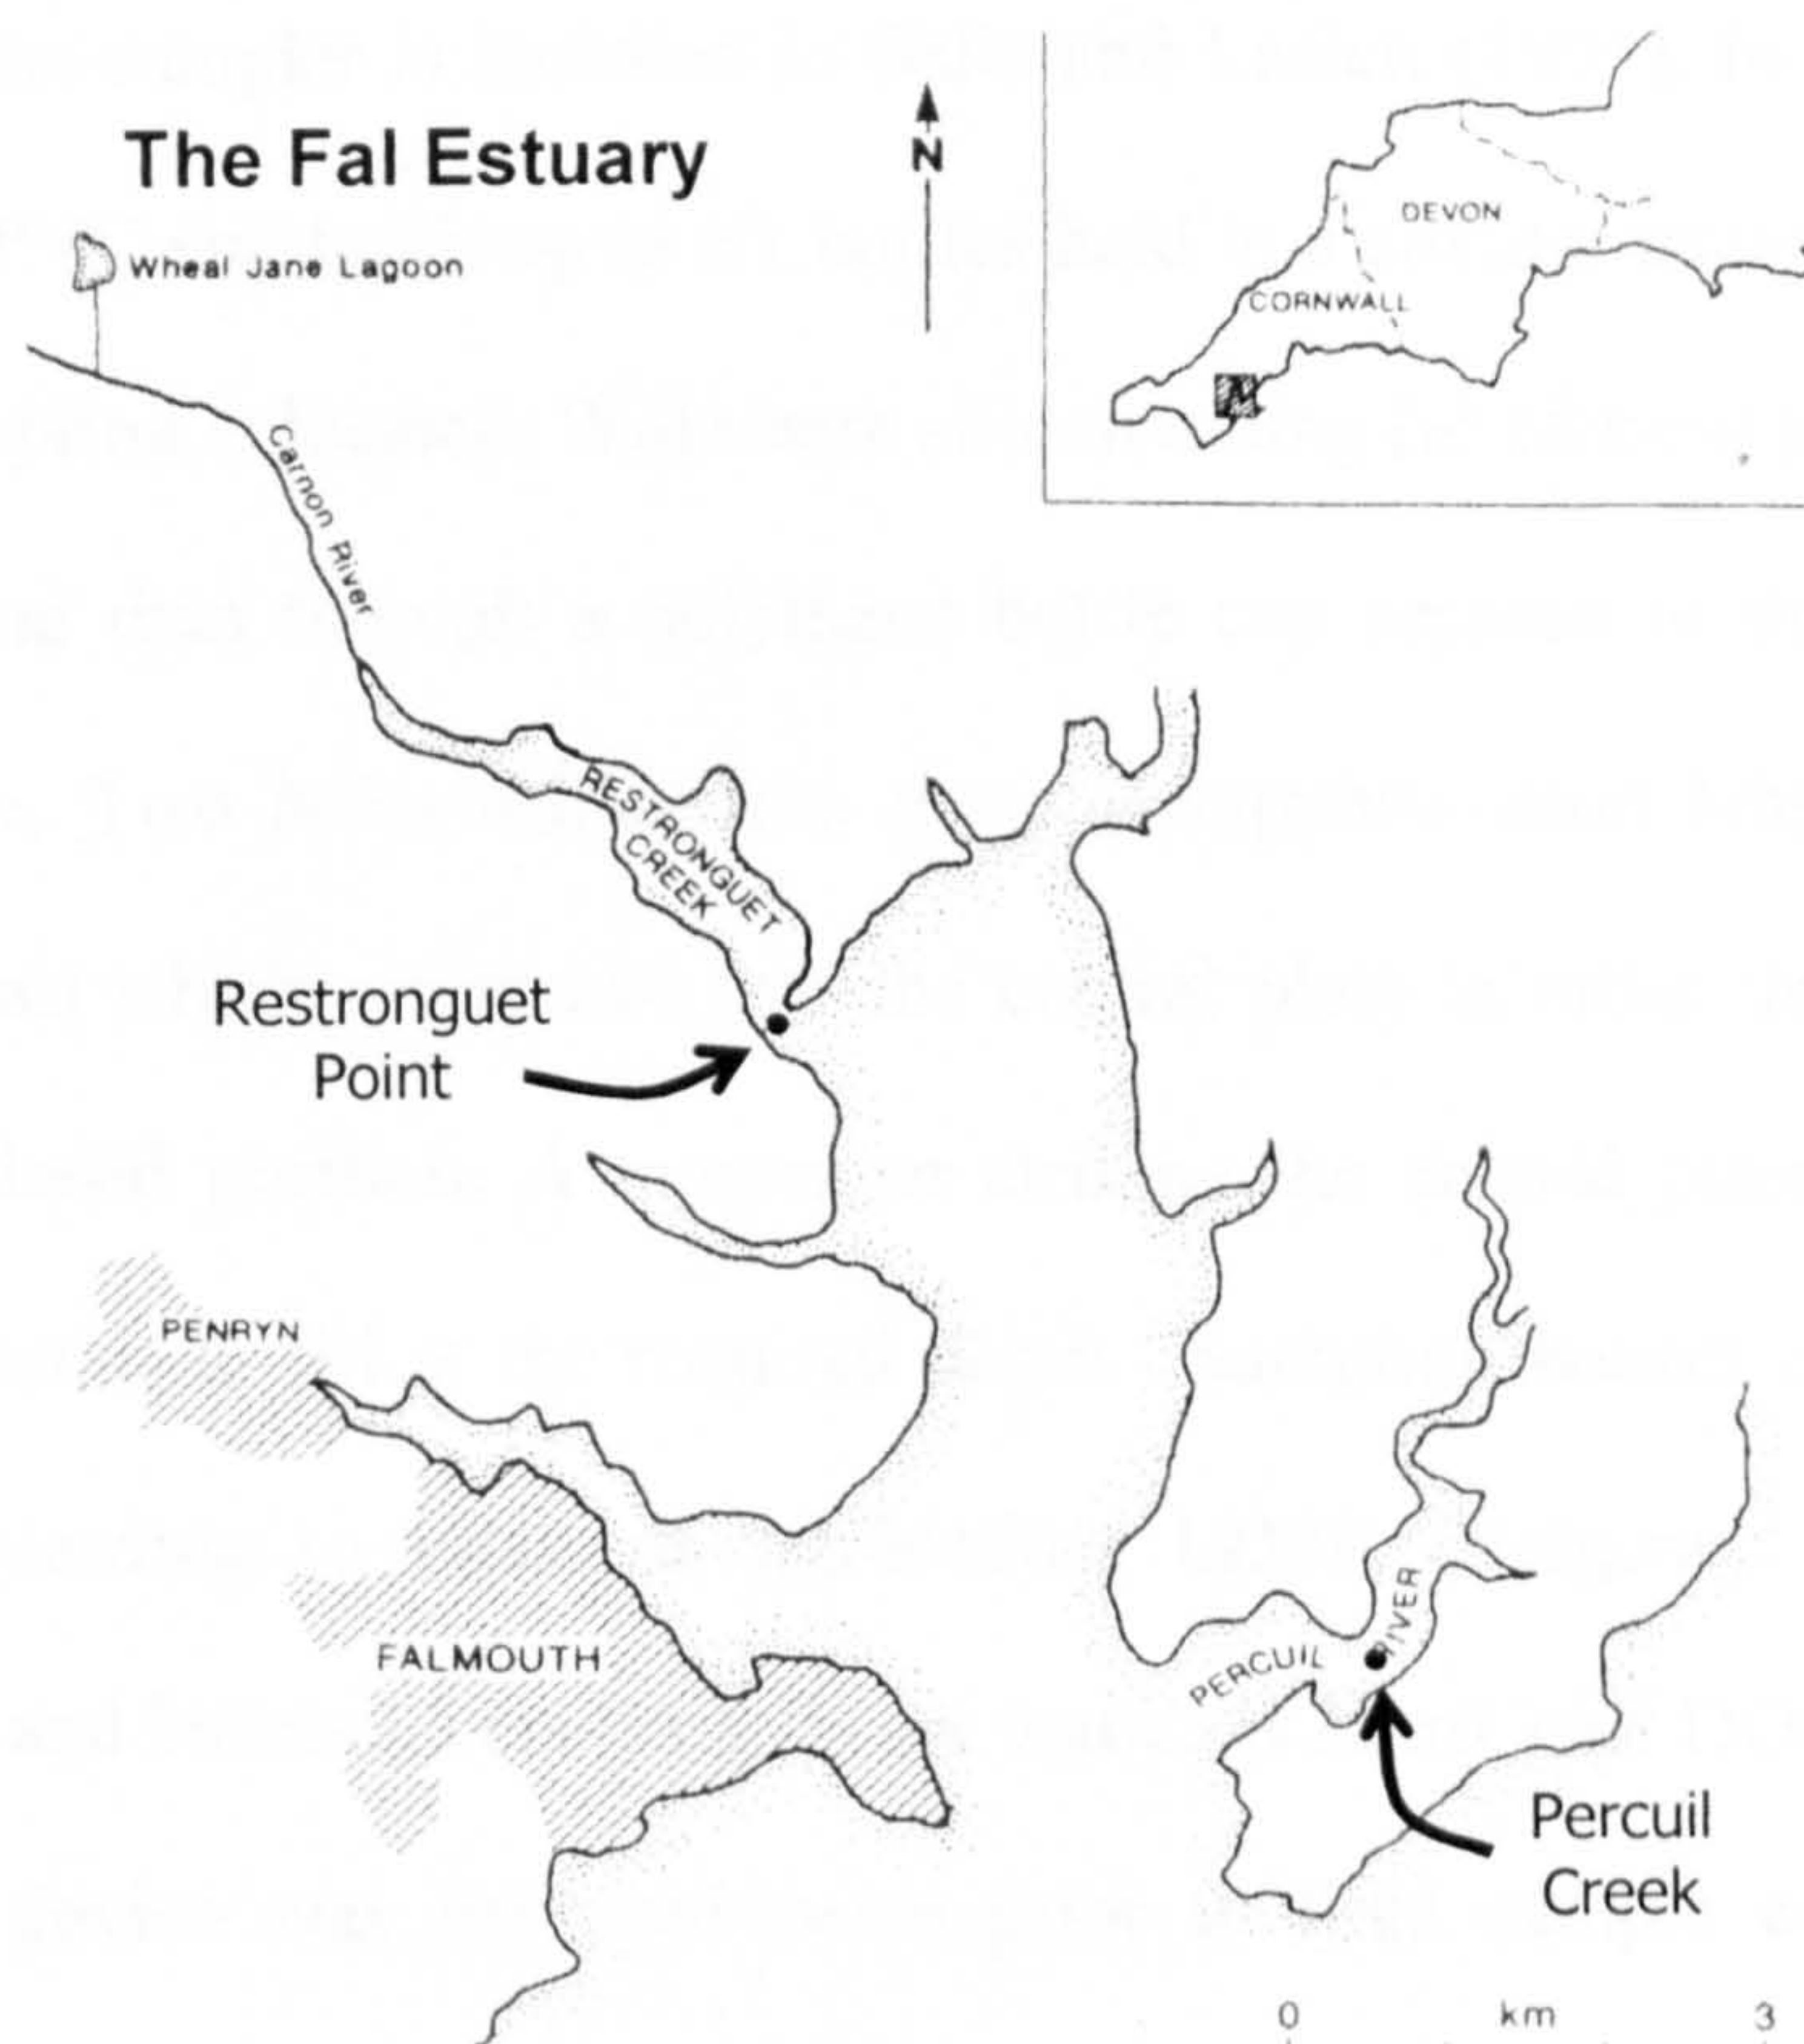 The Fal Estuary
N
Wheal Jane Lagoon
DEVON
CORNWALL
Carnon River
RESTRONGUET
CREEK
Restronguet
Point
PENRYN
FALMOUTH
PERCUIL RIVER
Percuil
Creek
0 km 3